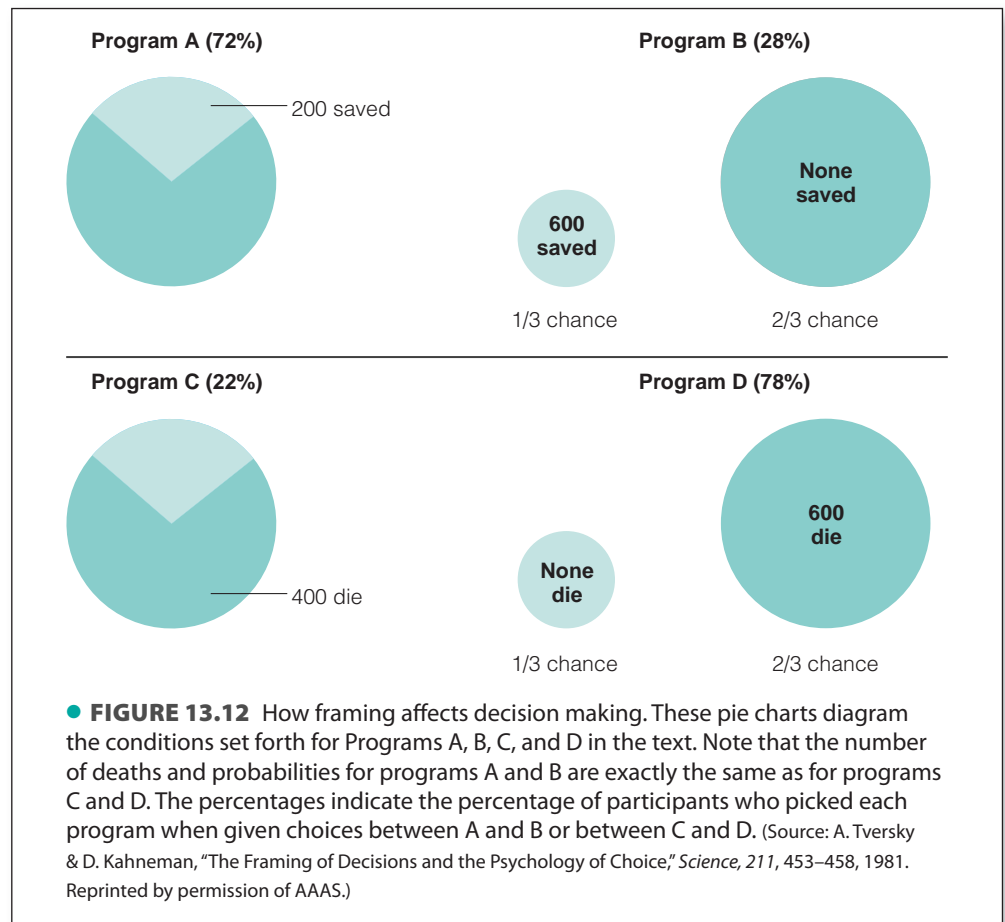 Program A (72%)
Program B (28%)
200 saved
600
saved
None
saved
1/3 chance
2/3 chance
Program C (22%)
Program D (78%)
400 die
None
die
600
die
1/3 chance
2/3 chance
● FIGURE 13.12 How framing affects decision making. These pie charts diagram
the conditions set forth for Programs A, B, C, and D in the text. Note that the number
of deaths and probabilities for programs A and B are exactly the same as for programs
C and D. The percentages indicate the percentage of participants who picked each
program when given choices between A and B or between C and D. (Source: A. Tversky
& D. Kahneman, “The Framing of Decisions and the Psychology of Choice,” Science, 211, 453–458, 1981.
Reprinted by permission of AAAS.)